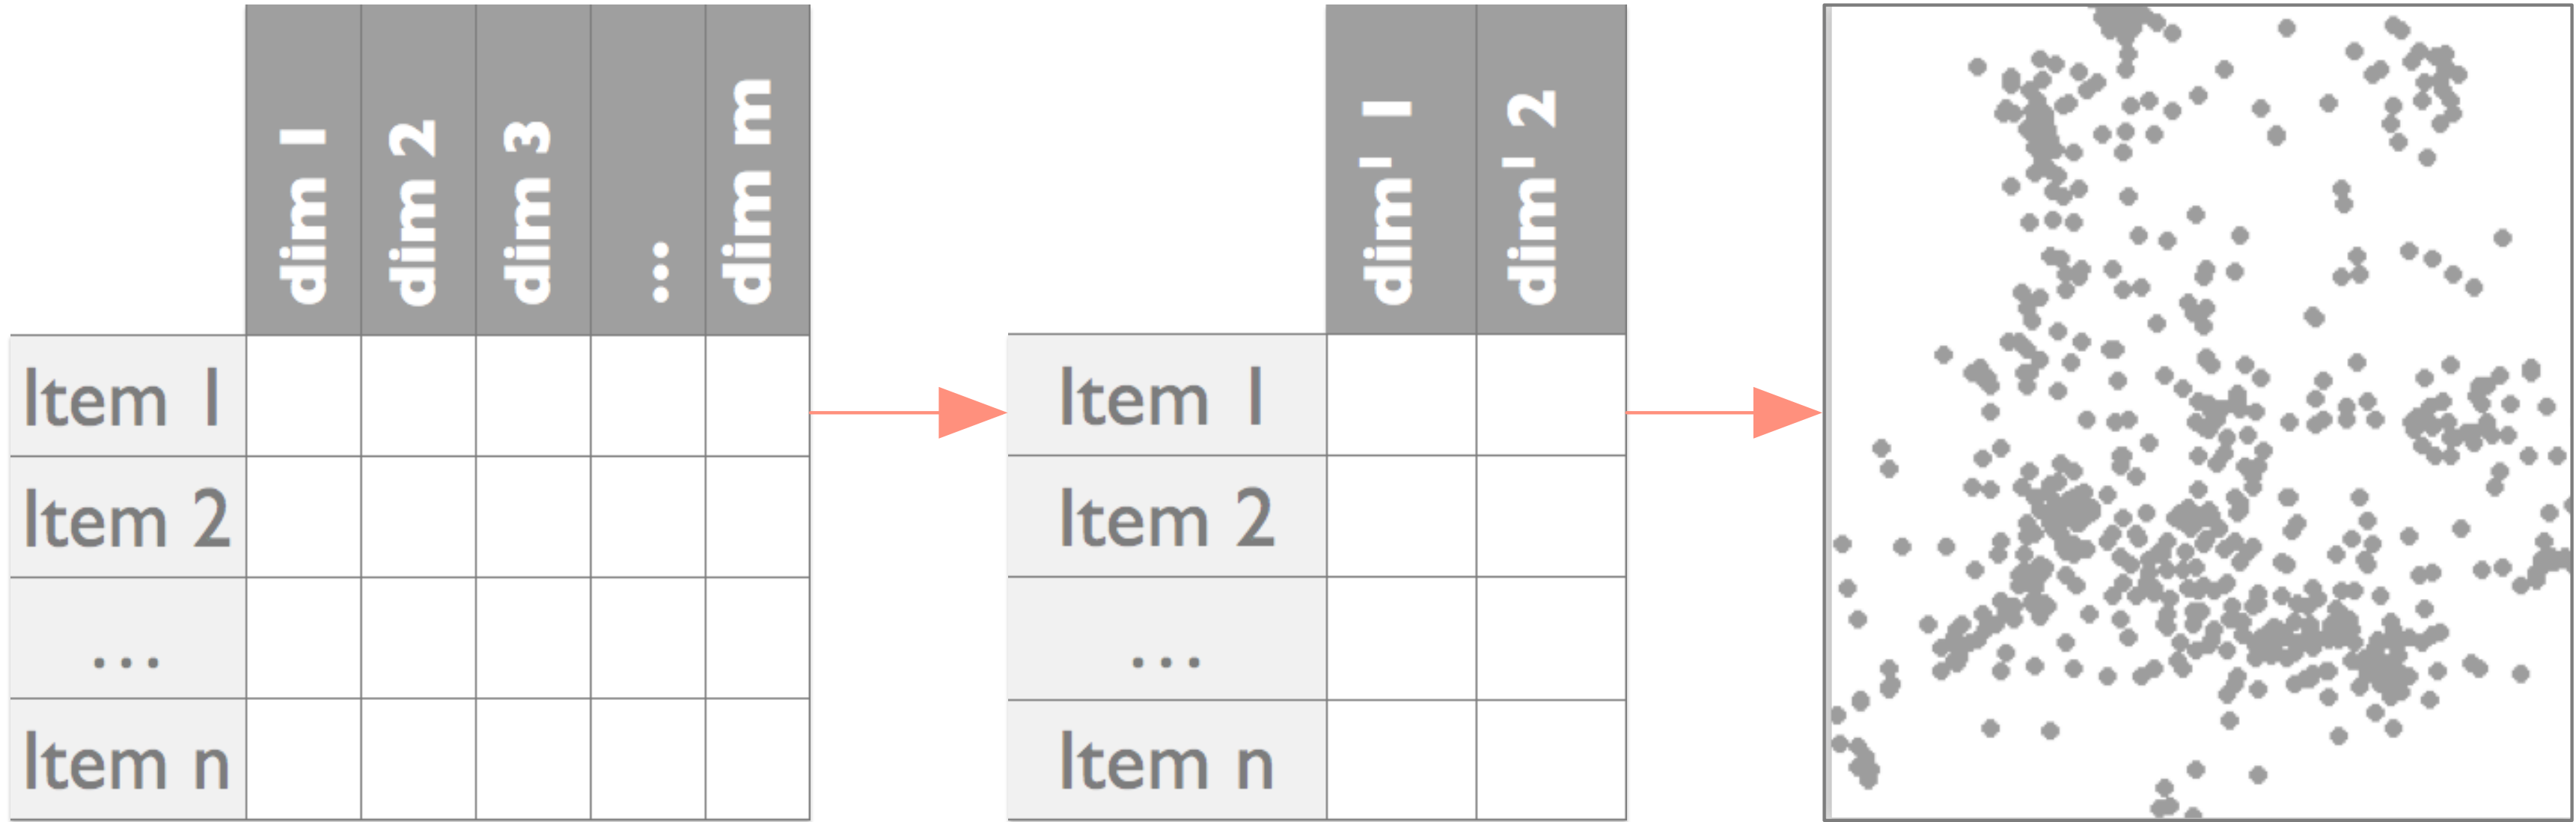 dim 1
dim 2
dim 3
...
dim m
Item 1
Item 2
...
Item n
dim' 1
dim' 2
Item 1
Item 2
...
Item n